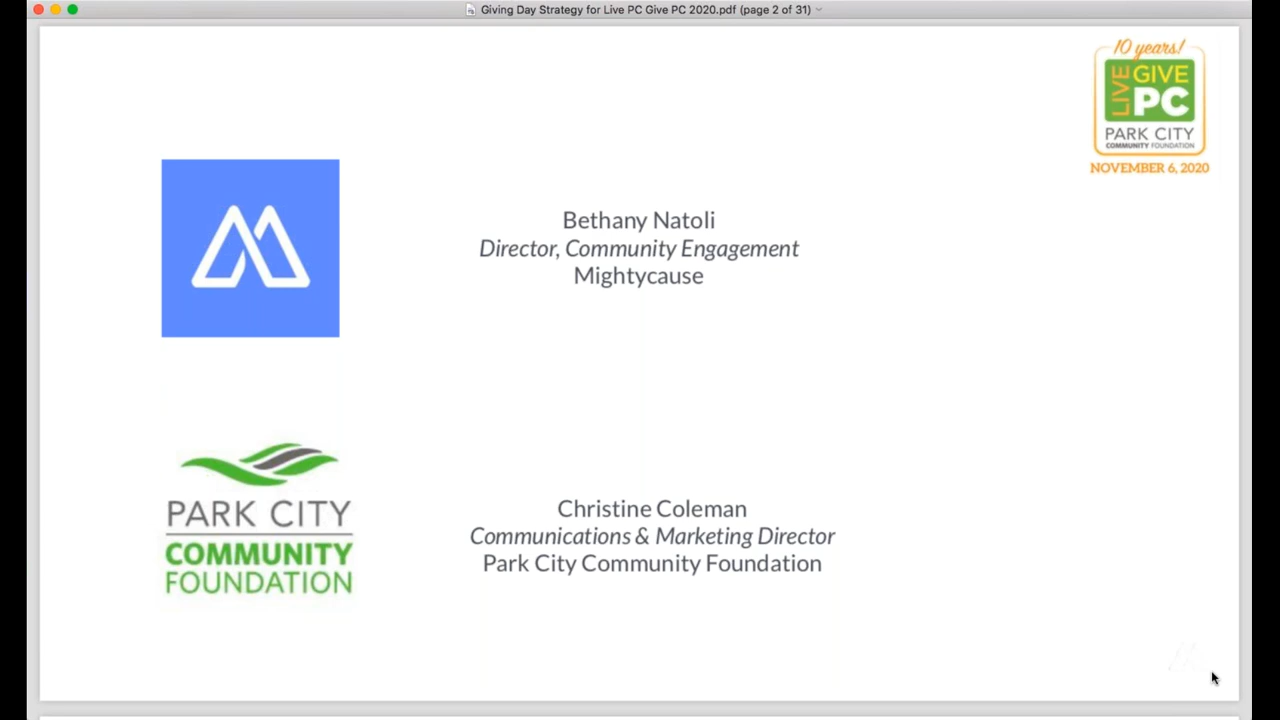 Giving Day Strategy for Live PC Give PC 2020.pdf (page 2 of 31)
10 years!
LIVE
GIVE
PC
PARK CITY
COMMUNITY FOUNDATION
NOVEMBER 6, 2020
Bethany Natoli
Director, Community Engagement
Mightycause
PARK CITY
COMMUNITY
FOUNDATION
Christine Coleman
Communications & Marketing Director
Park City Community Foundation